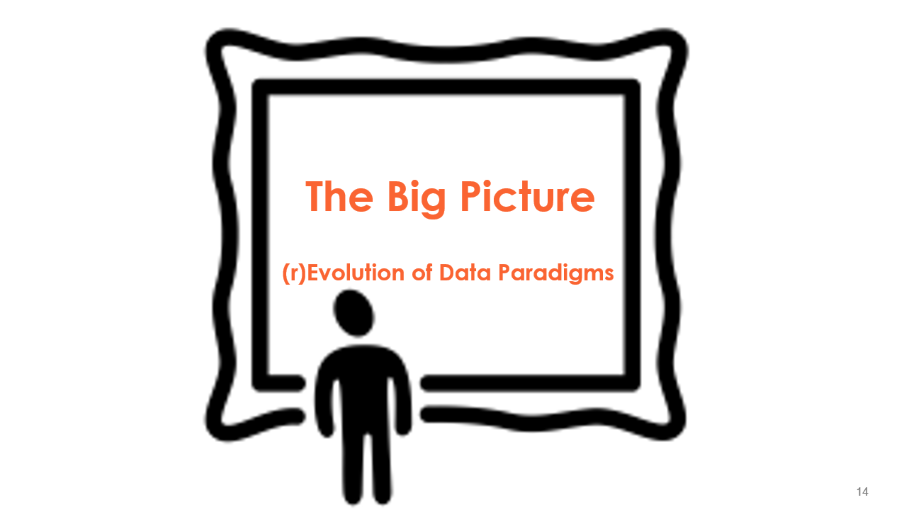 The Big Picture
(r)Evolution of Data Paradigms
14